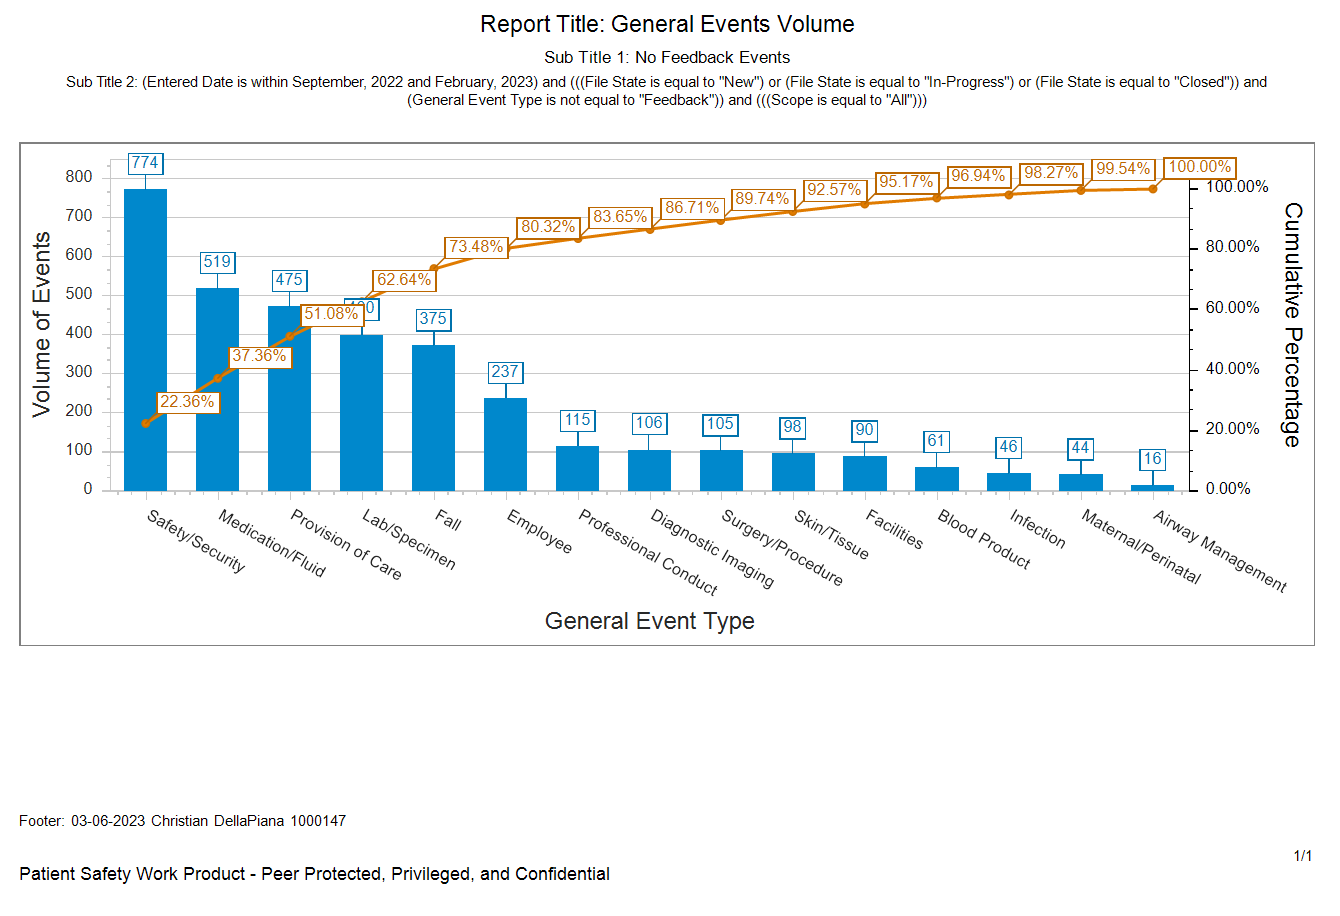 Report Title: General Events Volume
Sub Title 1: No Feedback Events
Sub Title 2: (Entered Date is within September, 2022 and February, 2023) and (((File State is equal to "New") or (File State is equal to "In-Progress") or (File State is equal to "Closed")) and
(General Event Type is not equal to "Feedback")) and (((Scope is equal to "All")))
Volume of Events
800
700
600
500
400
300
200
100
0
774
519
475
375
237
115
106
105
98
90
61
46
44
16
22.36%
37.36%
51.08%
62.64%
73.48%
80.32%
83.65%
86.71%
89.74%
92.57%
95.17%
96.94%
98.27%
99.54%
100.00%
100.00%
80.00%
60.00%
40.00%
20.00%
0.00%
Cumulative Percentage
Safety/Security
Medication/Fluid
Provision of Care
Lab/Specimen
Fall
Employee
Professional Conduct
Diagnostic Imaging
Surgery/Procedure
Skin/Tissue
Facilities
Blood Product
Infection
Maternal/Perinatal
Airway Management
General Event Type
Footer: 03-06-2023 Christian DellaPiana 1000147
1/1
Patient Safety Work Product - Peer Protected, Privileged, and Confidential